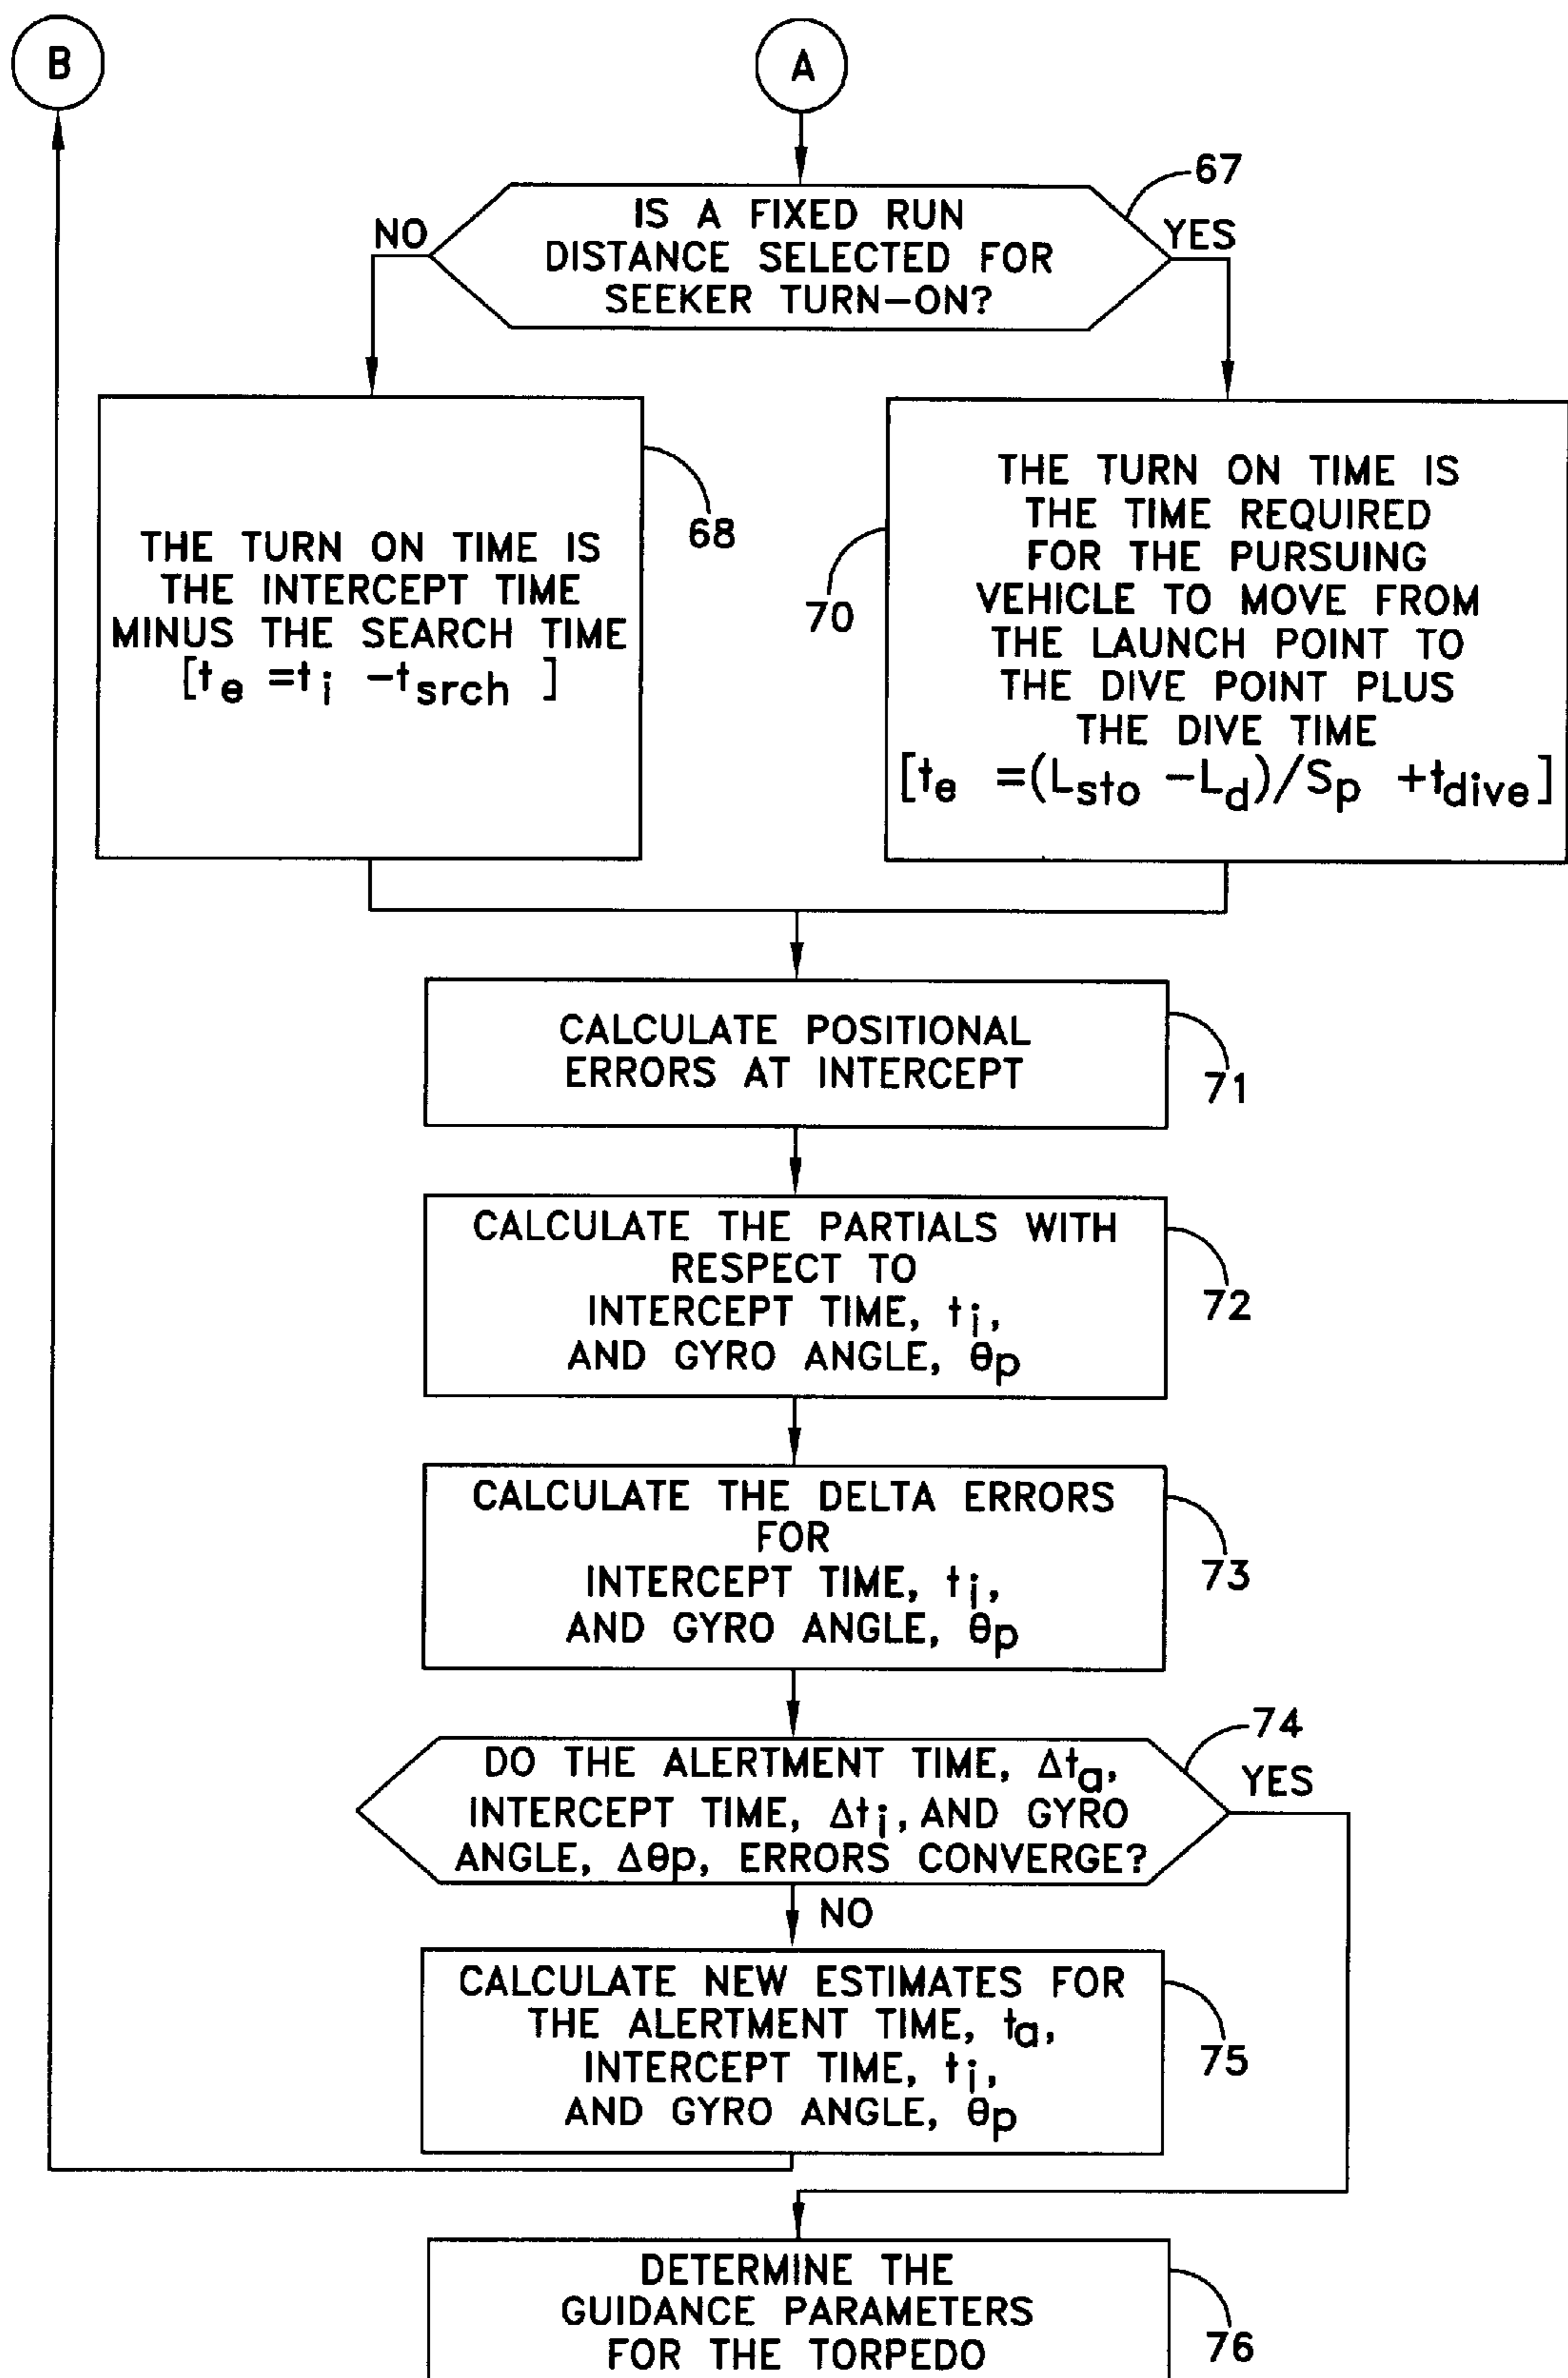 B
A
67
NO
YES
IS A FIXED RUN
DISTANCE SELECTED FOR
SEEKER TURN-ON?
THE TURN ON TIME IS
THE INTERCEPT TIME
MINUS THE SEARCH TIME
[te =ti -tsrch ]
68
THE TURN ON TIME IS
THE TIME REQUIRED
FOR THE PURSUING
VEHICLE TO MOVE FROM
THE LAUNCH POINT TO
THE DIVE POINT PLUS
THE DIVE TIME
[te =(Lsto -Ld)/Sp +tdive]
70
CALCULATE POSITIONAL
ERRORS AT INTERCEPT
71
CALCULATE THE PARTIALS WITH
RESPECT TO
INTERCEPT TIME, ti,
AND GYRO ANGLE, θp
72
CALCULATE THE DELTA ERRORS
FOR
INTERCEPT TIME, ti,
AND GYRO ANGLE, θp
73
74
DO THE ALERTMENT TIME, Δta,
INTERCEPT TIME, Δti, AND GYRO
ANGLE, Δθp, ERRORS CONVERGE?
YES
NO
CALCULATE NEW ESTIMATES FOR
THE ALERTMENT TIME, ta,
INTERCEPT TIME, ti,
AND GYRO ANGLE, θp
75
DETERMINE THE
GUIDANCE PARAMETERS
FOR THE TORPEDO
76